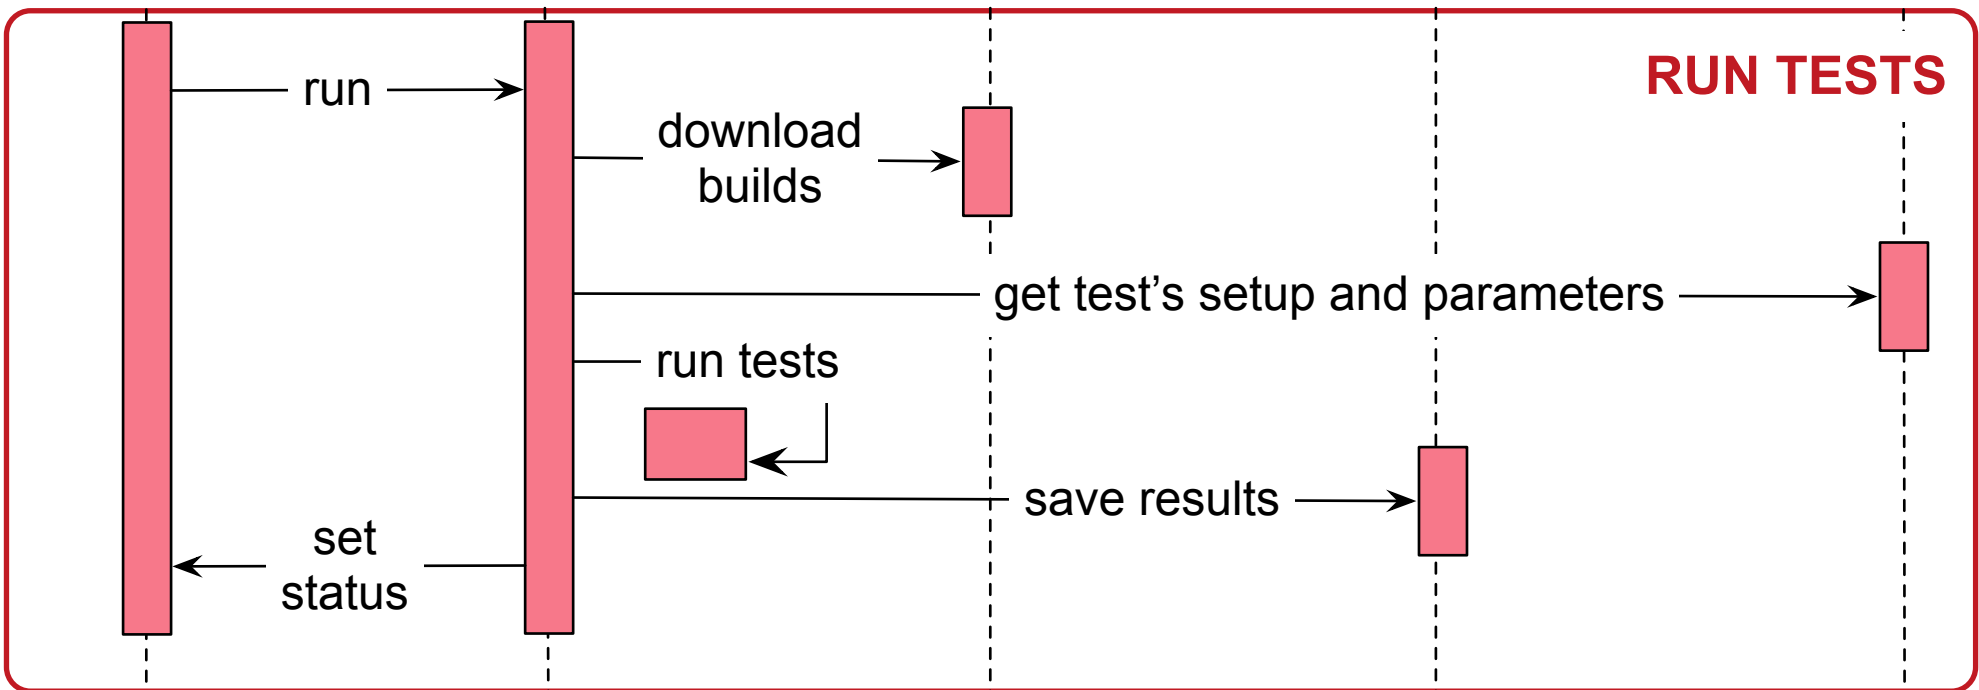 RUN TESTS
run
download
builds
get test’s setup and parameters
run tests
save results
set
status